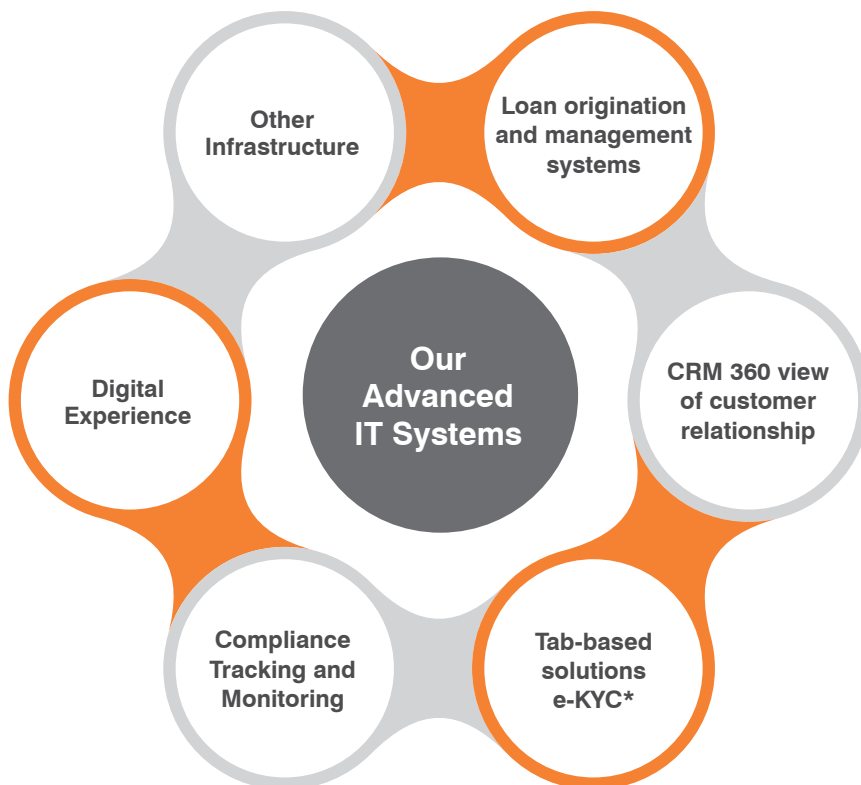 Other
Infrastructure
Loan origination
and management
systems
Digital
Experience
Our
Advanced
IT Systems
CRM 360 view
of customer
relationship
Compliance
Tracking and
Monitoring
Tab-based
solutions
e-KYC*